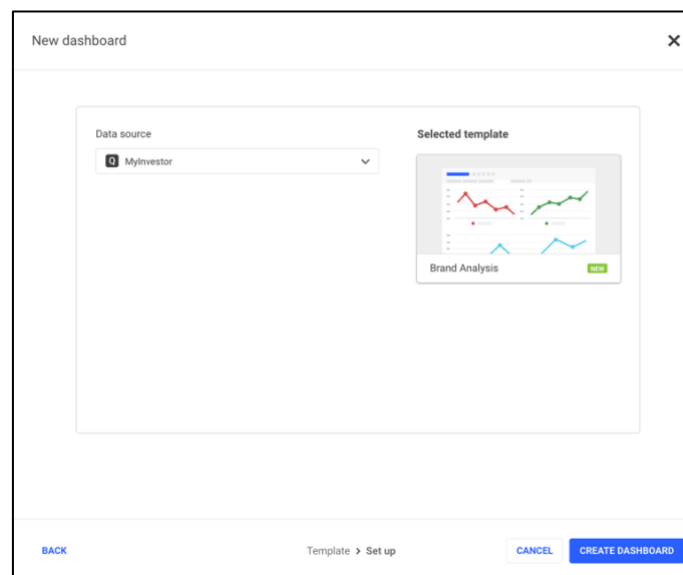 New dashboard
Data source
Q MyInvestor
Selected template
Brand Analysis NEW
BACK
Template > Set up
CANCEL
CREATE DASHBOARD